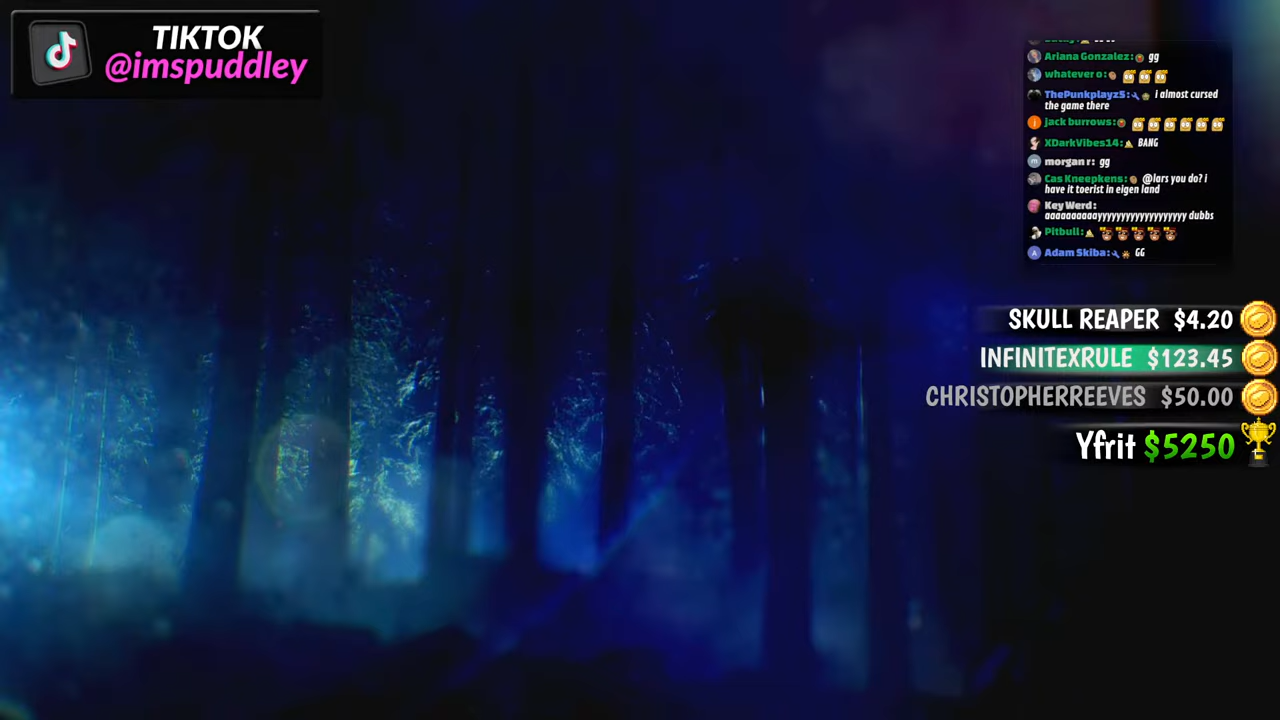 TIKTOK
@imspuddley
Ariana Gonzalez: gg
whatever o:
ThePunkplayzS: i almost cursed
the game there
jack burrows:
XDarkVibes14: BANG
morgan r: gg
Cas Kneepkens: @lars you do? i
have it toerist in eigen land
Key Werd:
aaaaaaaaaayyyyyyyyyyyyyyyyyy dubbs
Pitbull:
Adam Skiba: GG
SKULL REAPER $4.20
INFINITEXRULE $123.45
CHRISTOPHERREEVES $50.00
Yfrit $5250